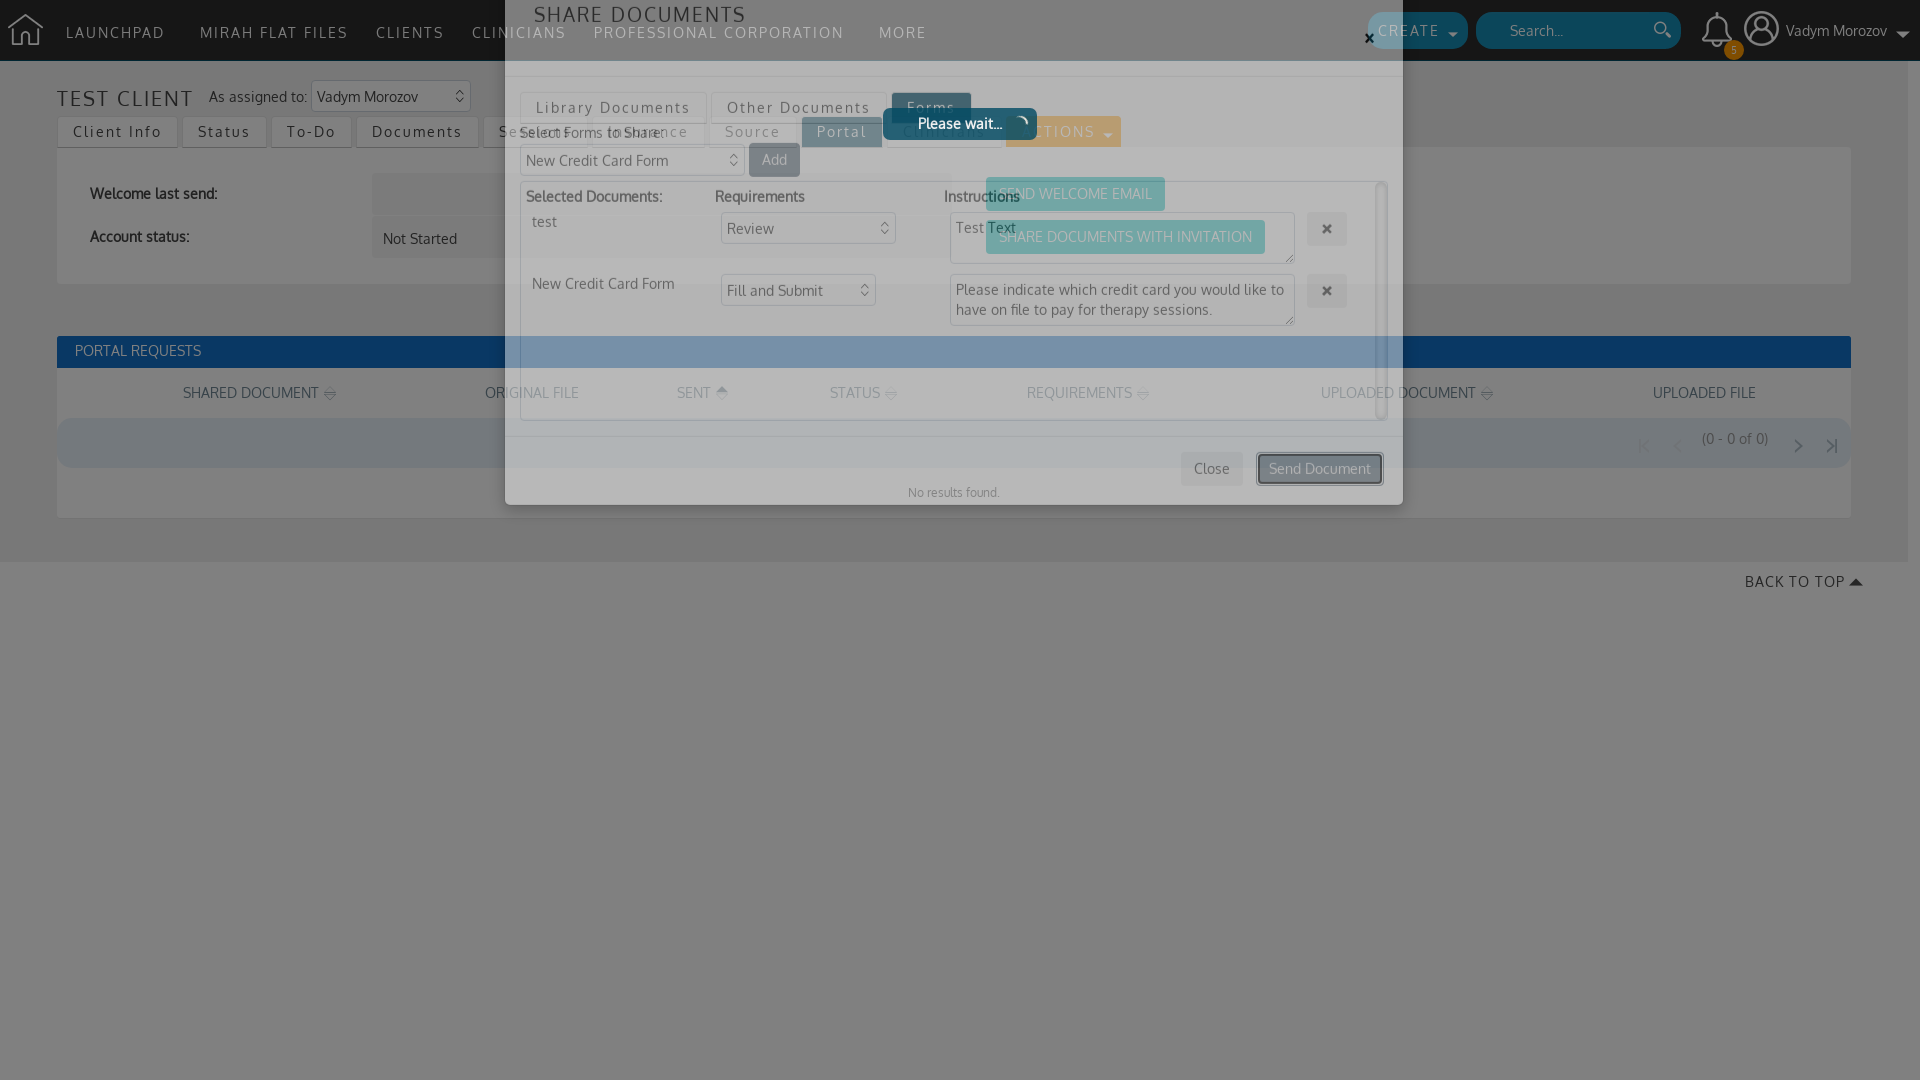 SHARE DOCUMENTS
LAUNCHPAD MIRAH FLAT FILES CLIENTS CLINICIANS PROFESSIONAL CORPORATION MORE
CREATE Search... 5 Vadym Morozov
TEST CLIENT As assigned to: Vadym Morozov
Library Documents Other Documents Forms
Please wait...
Client Info Status To-Do Documents Insurance Source Portal ACTIONS
Select Forms to Share:
New Credit Card Form Add
Welcome last send:
Selected Documents: Requirements Instructions
SEND WELCOME EMAIL
test Review Test Text
Account status: Not Started
SHARE DOCUMENTS WITH INVITATION
New Credit Card Form Fill and Submit Please indicate which credit card you would like to
have on file to pay for therapy sessions.
PORTAL REQUESTS
SHARED DOCUMENT ORIGINAL FILE SENT STATUS REQUIREMENTS UPLOADED DOCUMENT UPLOADED FILE
(0 - 0 of 0)
Close Send Document
No results found.
BACK TO TOP